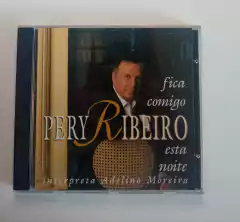 fica
comigo
PERY RIBEIRO
esta
noite
interpreta Adelino Moreira